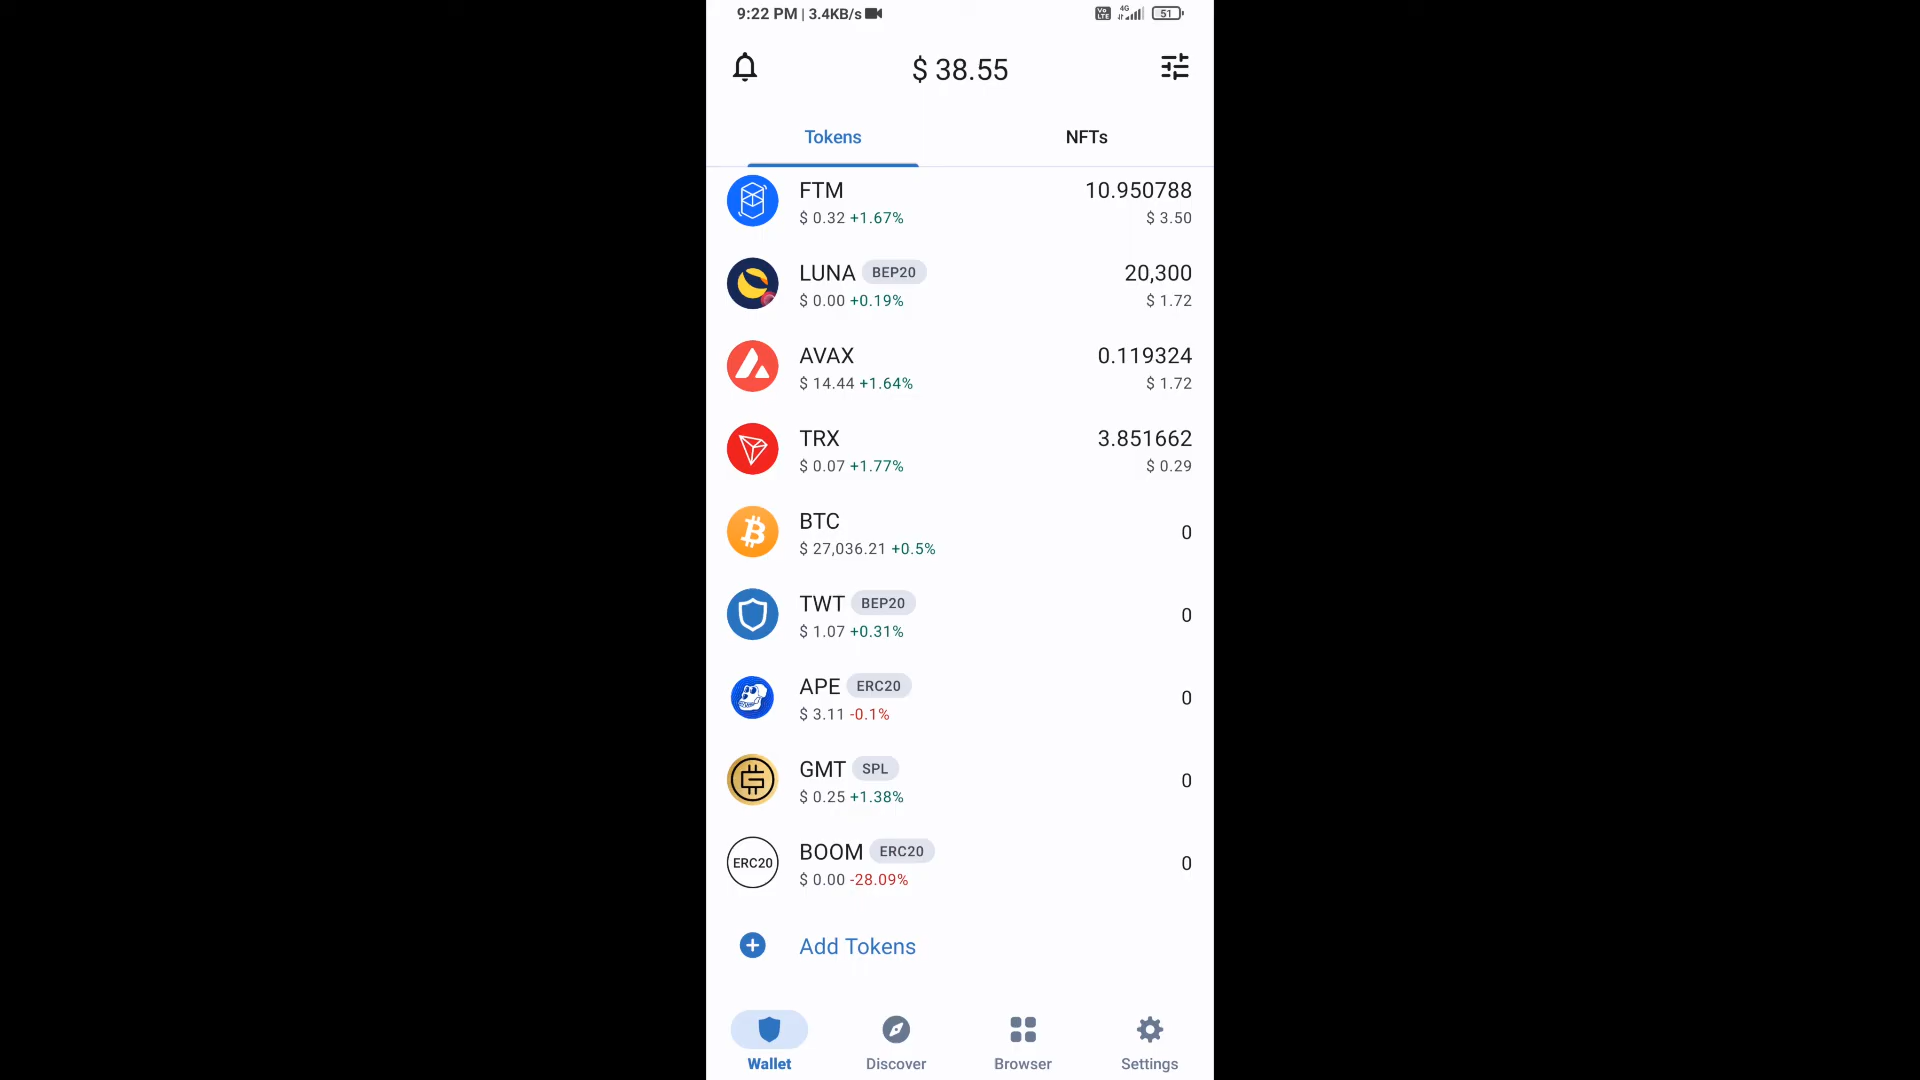 9:22 PM | 3.4KB/s
Vo LTE 4G 51
$ 38.55
Tokens NFTs
FTM 10.950788
$ 0.32 +1.67% $ 3.50
LUNA BEP20 20,300
$ 0.00 +0.19% $ 1.72
AVAX 0.119324
$ 14.44 +1.64% $ 1.72
TRX 3.851662
$ 0.07 +1.77% $ 0.29
BTC 0
$ 27,036.21 +0.5%
TWT BEP20 0
$ 1.07 +0.31%
APE ERC20 0
$ 3.11 -0.1%
GMT SPL 0
$ 0.25 +1.38%
ERC20 BOOM ERC20 0
$ 0.00 -28.09%
Add Tokens
Wallet Discover Browser Settings